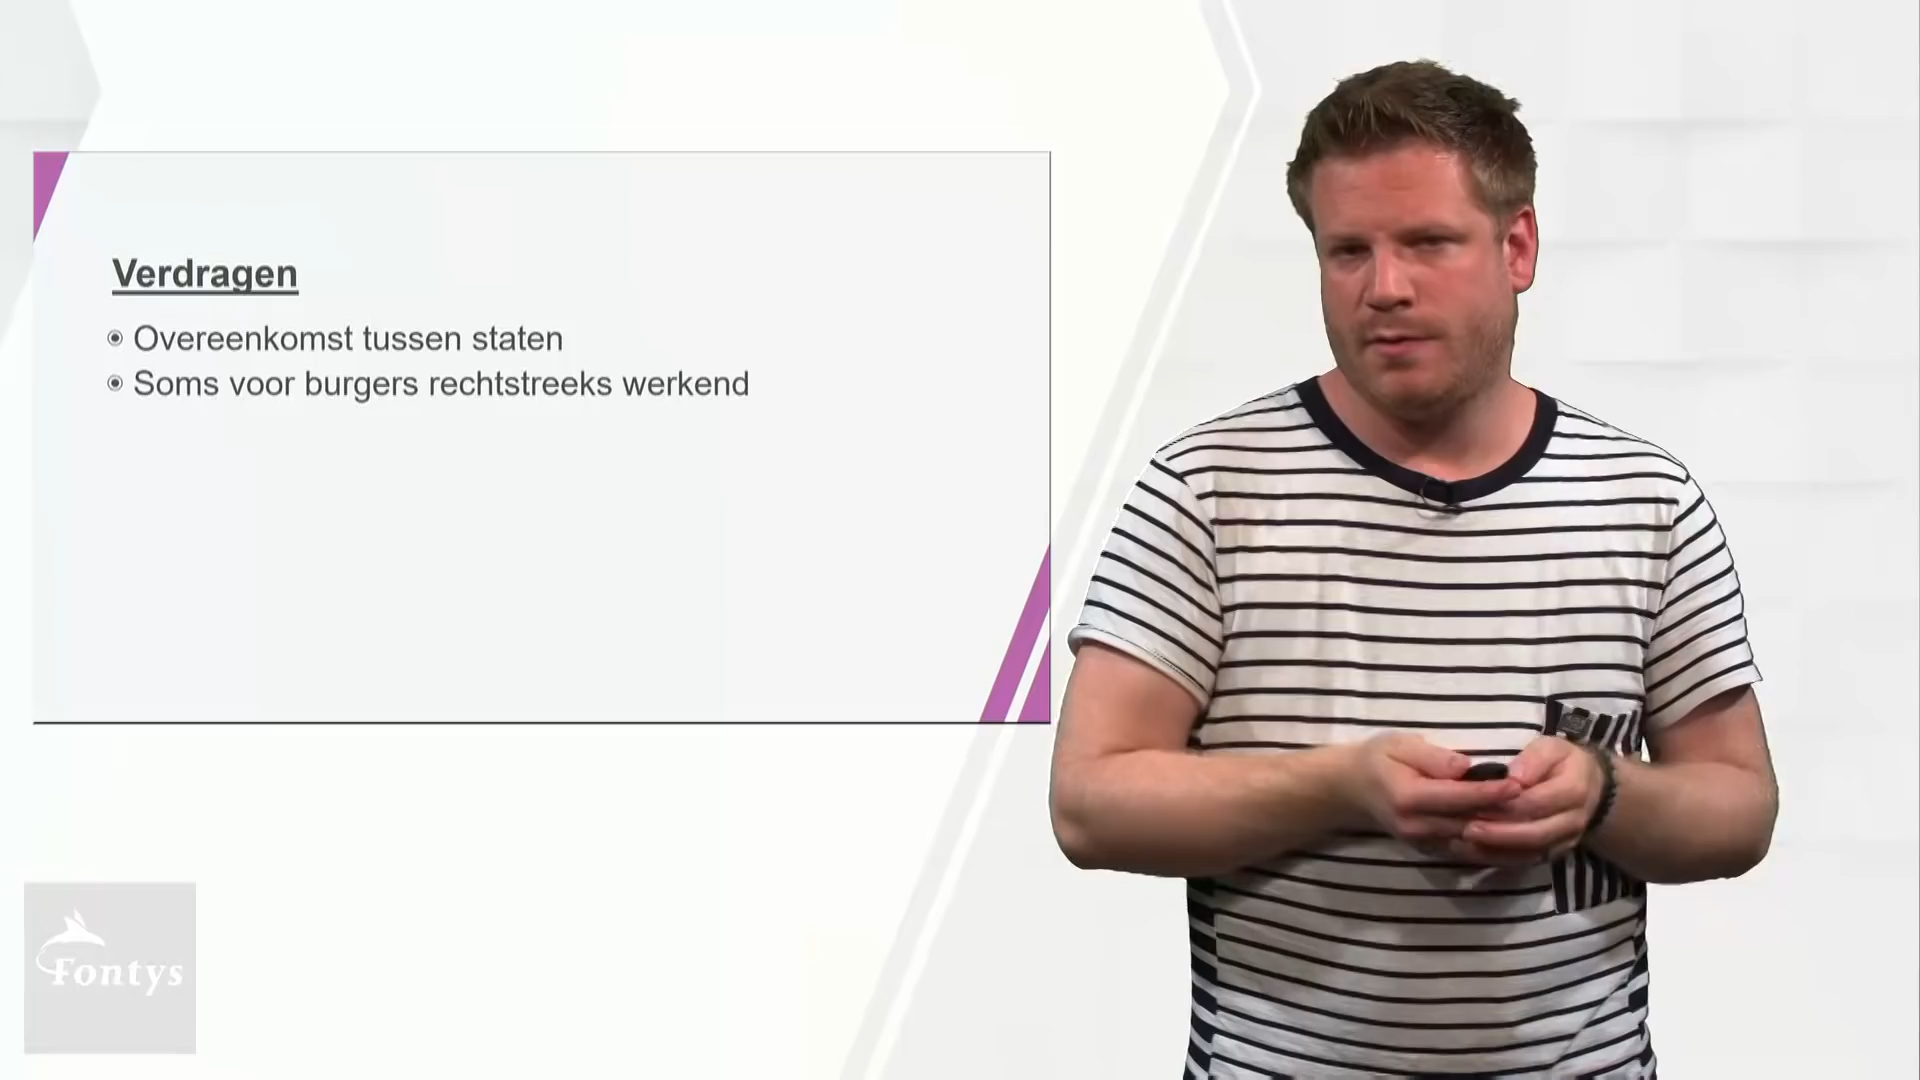 Verdragen
Overeenkomst tussen staten
Soms voor burgers rechtstreeks werkend
Fontys